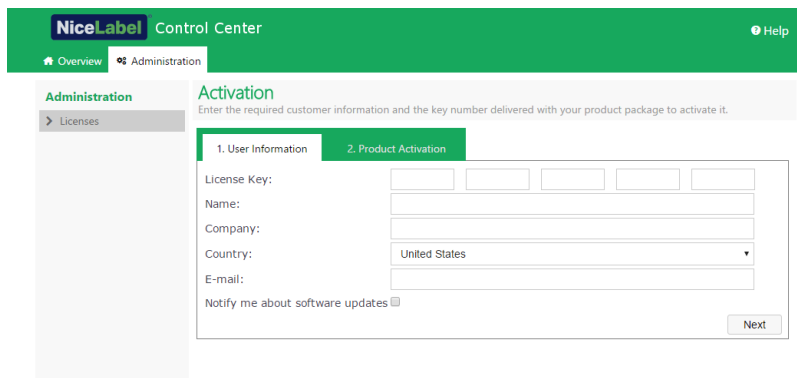 NiceLabel Control Center
Help
Overview Administration
Administration
Licenses
Activation
Enter the required customer information and the key number delivered with your product package to activate it.
1. User Information 2. Product Activation
License Key:
Name:
Company:
Country: United States
E-mail:
Notify me about software updates
Next